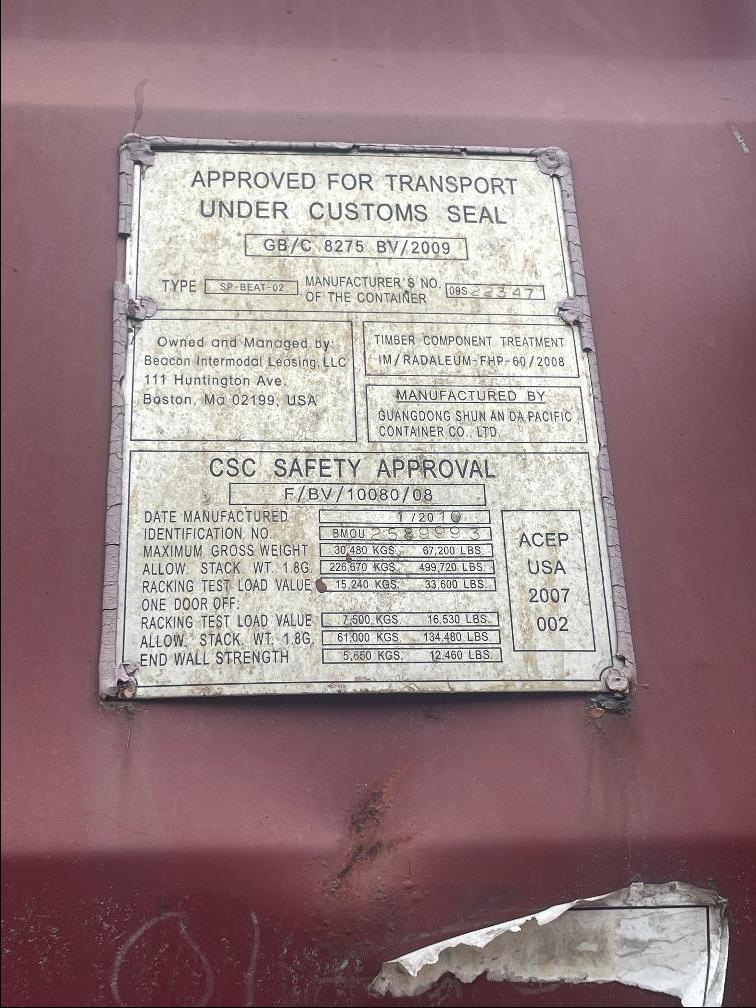 APPROVED FOR TRANSPORT
UNDER CUSTOMS SEAL
GB/C 8275 BV/2009
TYPE SP-BEAT-02 MANUFACTURER'S NO. OF THE CONTAINER 09S22347
Owned and Managed by:
Beacon Intermodal Leasing, LLC
111 Huntington Ave.
Boston, Ma 02199, USA
TIMBER COMPONENT TREATMENT
IM/RADALEUM-FHP-60/2008
MANUFACTURED BY
GUANGDONG SHUN AN DA PACIFIC
CONTAINER CO. LTD.
CSC SAFETY APPROVAL
F/BV/10080/08
DATE MANUFACTURED 1/2010
IDENTIFICATION NO. BMOU 2589993
MAXIMUM GROSS WEIGHT 30,480 KGS. 67,200 LBS.
ALLOW. STACK. WT. 1.8G. 226,670 KGS. 499,720 LBS.
RACKING TEST LOAD VALUE 15,240 KGS. 33,600 LBS.
ONE DOOR OFF:
RACKING TEST LOAD VALUE 7,500 KGS. 16,530 LBS.
ALLOW. STACK. WT. 1.8G. 61,000 KGS. 134,480 LBS.
END WALL STRENGTH 5,650 KGS. 12,460 LBS.
ACEP
USA
2007
002